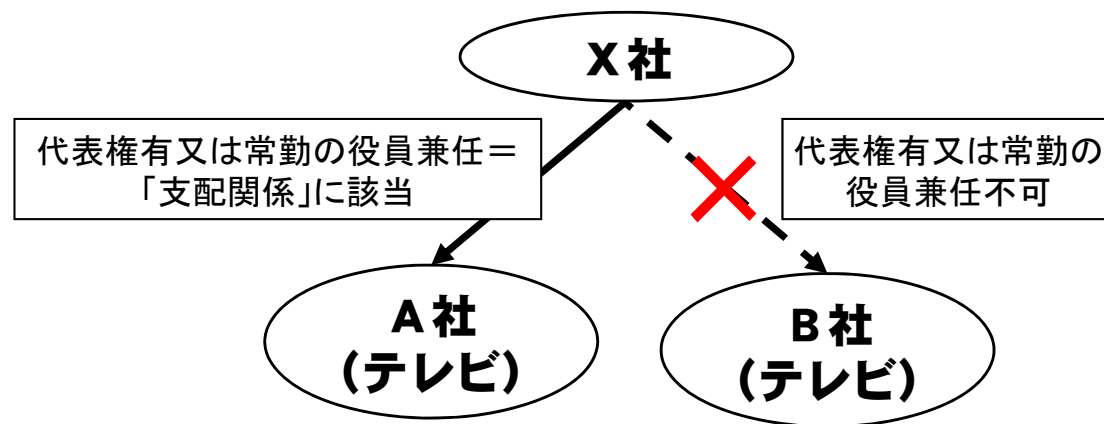 X社
代表権有又は常勤の役員兼任＝
「支配関係」に該当
代表権有又は常勤の
役員兼任不可
A社
(テレビ)
B社
(テレビ)